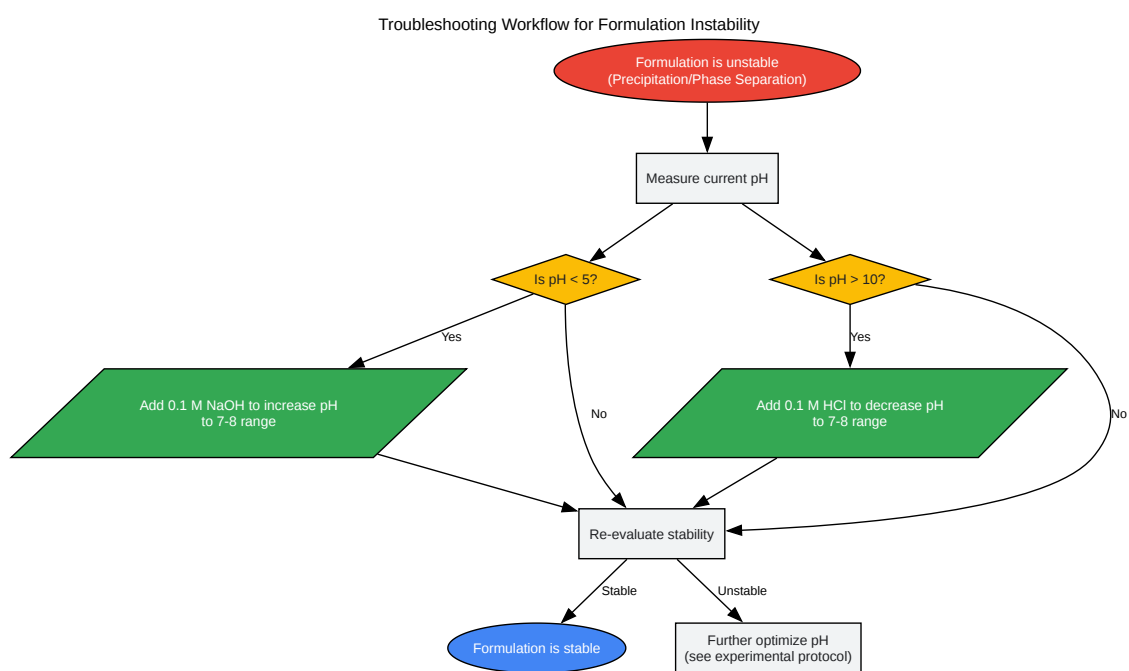 Troubleshooting Workflow for Formulation Instability
Formulation is unstable
(Precipitation/Phase Separation)
Measure current pH
Is pH < 5?
Is pH > 10?
Yes
Yes
Add 0.1 M NaOH to increase pH
to 7-8 range
No
Add 0.1 M HCl to decrease pH
to 7-8 range
No
Re-evaluate stability
Stable
Unstable
Formulation is stable
Further optimize pH
(see experimental protocol)